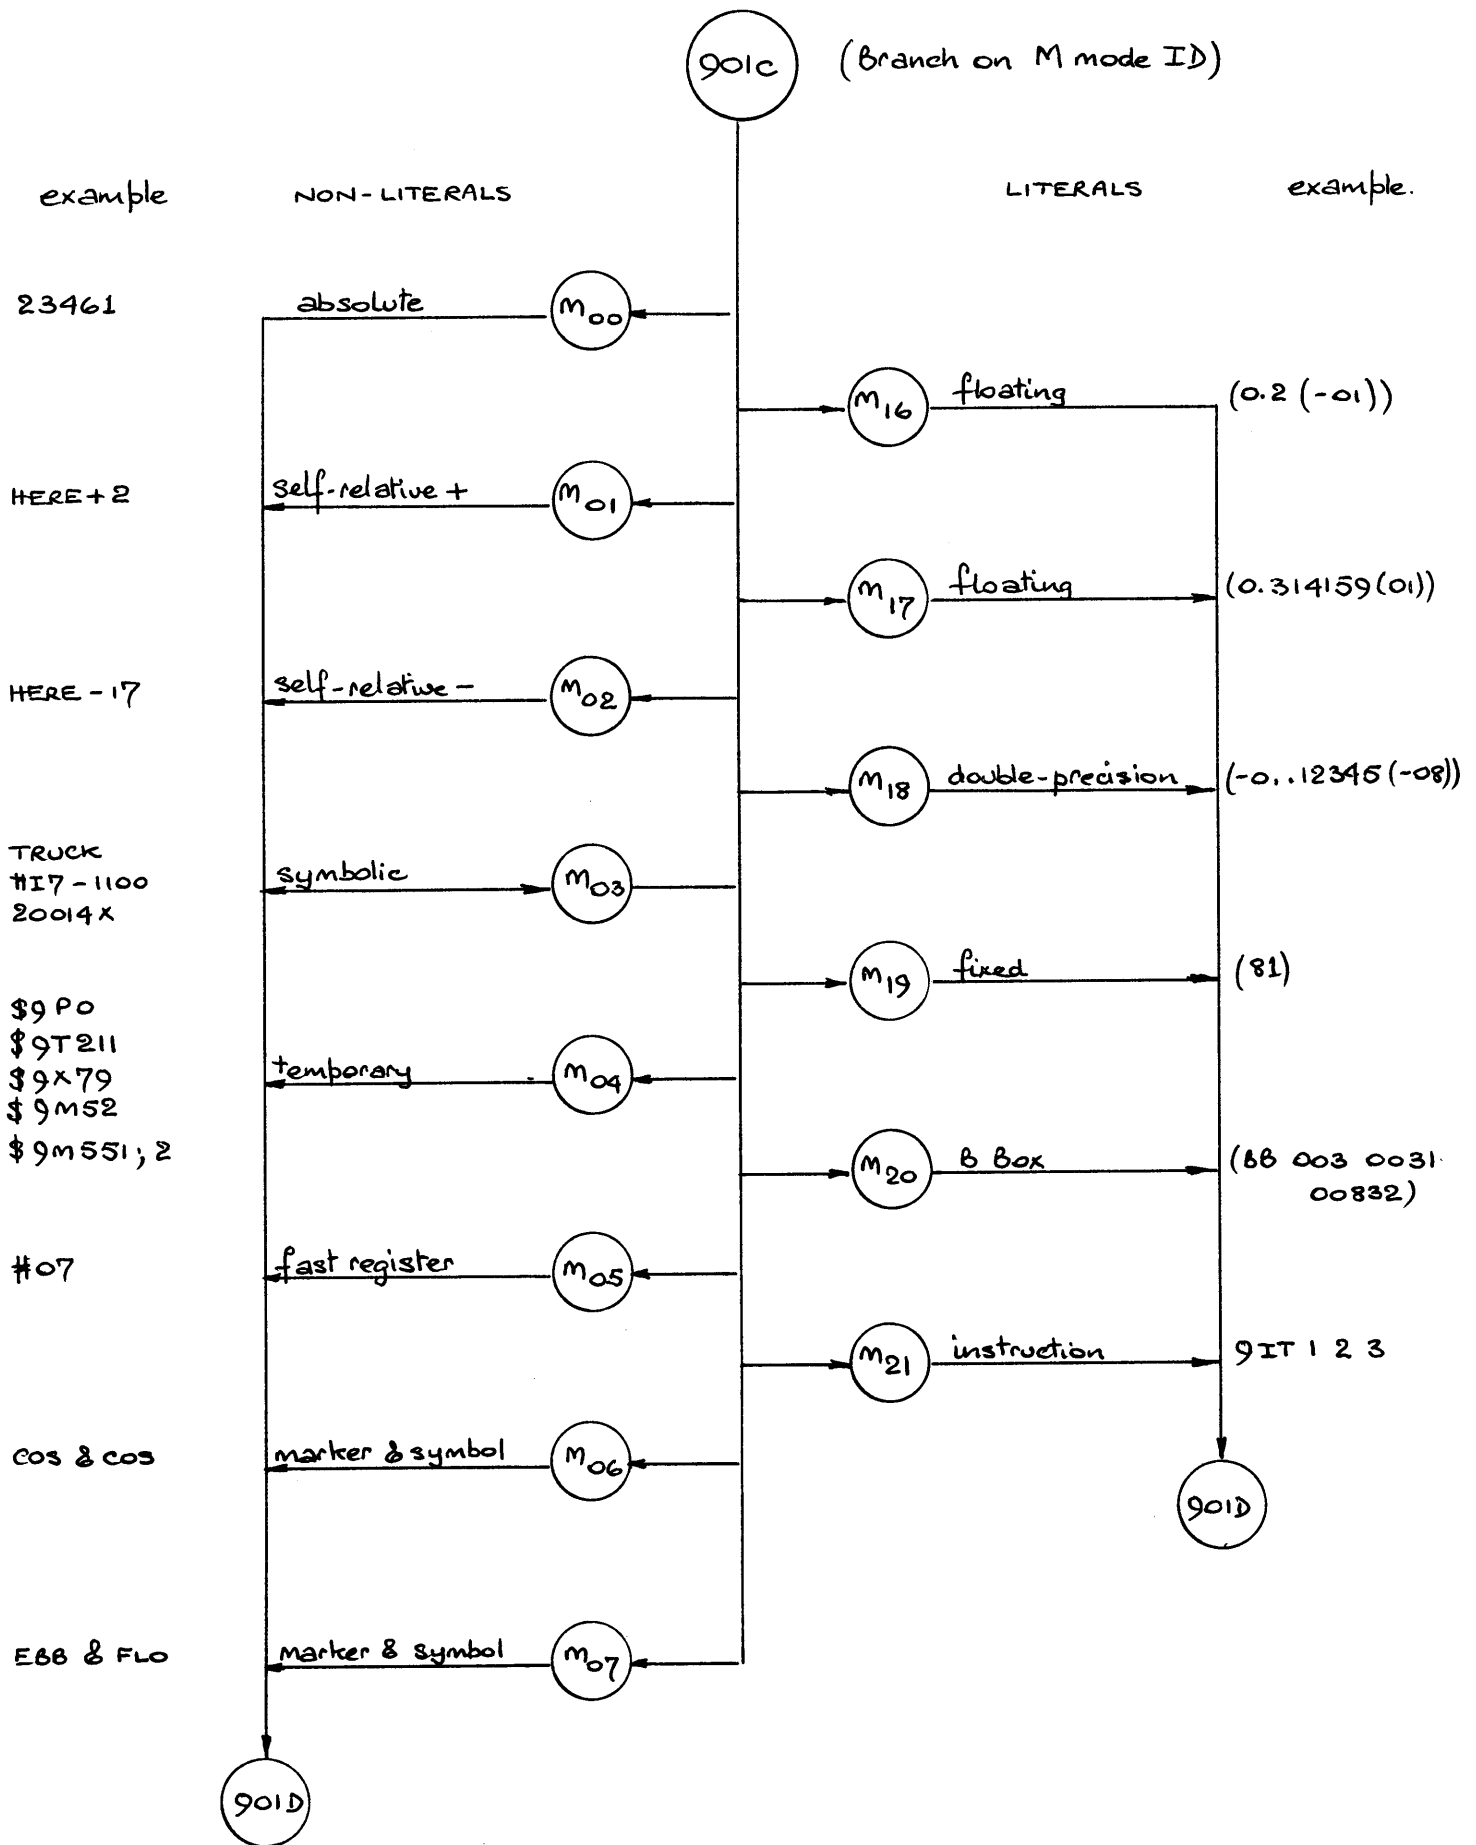 901C
(Branch on M mode ID)
example
NON-LITERALS
LITERALS
example.
23461
absolute
M00
M16
floating
(0.2 (-01))
HERE+2
self-relative +
M01
M17
floating
(0.314159(01))
HERE -17
self-relative -
M02
M18
double-precision
(-0..12345(-08))
TRUCK
#I7-1100
20014X
symbolic
M03
M19
fixed
(81)
$9P0
$9T211
$9X79
$9M52
$9M551;2
temporary
M04
M20
B Box
(BB 003 0031
00832)
#07
fast register
M05
M21
instruction
9IT 1 2 3
COS & COS
marker & symbol
M06
901D
EBB & FLO
marker & symbol
M07
901D